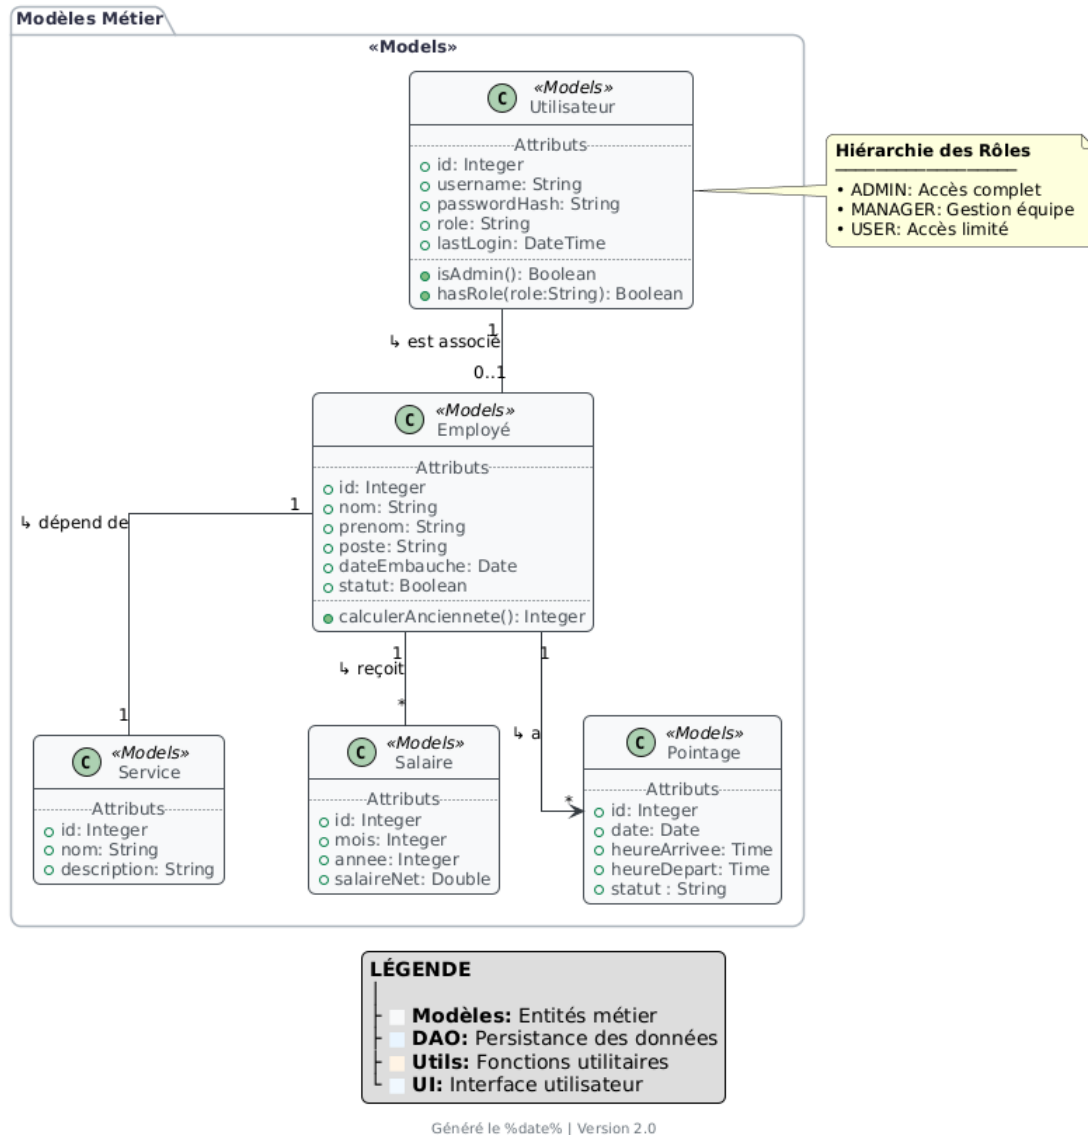 Modèles Métier
«Models»
«Models»
Utilisateur
Attributs
id: Integer
username: String
passwordHash: String
role: String
lastLogin: DateTime
isAdmin(): Boolean
hasRole(role:String): Boolean
Hiérarchie des Rôles
• ADMIN: Accès complet
• MANAGER: Gestion équipe
• USER: Accès limité
1
↳ est associé
0..1
«Models»
Employé
Attributs
id: Integer
nom: String
prenom: String
poste: String
dateEmbauche: Date
statut: Boolean
calculerAnciennete(): Integer
1
↳ dépend de
1
1
↳ reçoit
*
1
↳ a
*
«Models»
Service
Attributs
id: Integer
nom: String
description: String
«Models»
Salaire
Attributs
id: Integer
mois: Integer
annee: Integer
salaireNet: Double
«Models»
Pointage
Attributs
id: Integer
date: Date
heureArrivee: Time
heureDepart: Time
statut : String
LÉGENDE
Modèles: Entités métier
DAO: Persistance des données
Utils: Fonctions utilitaires
UI: Interface utilisateur
Généré le %date% | Version 2.0